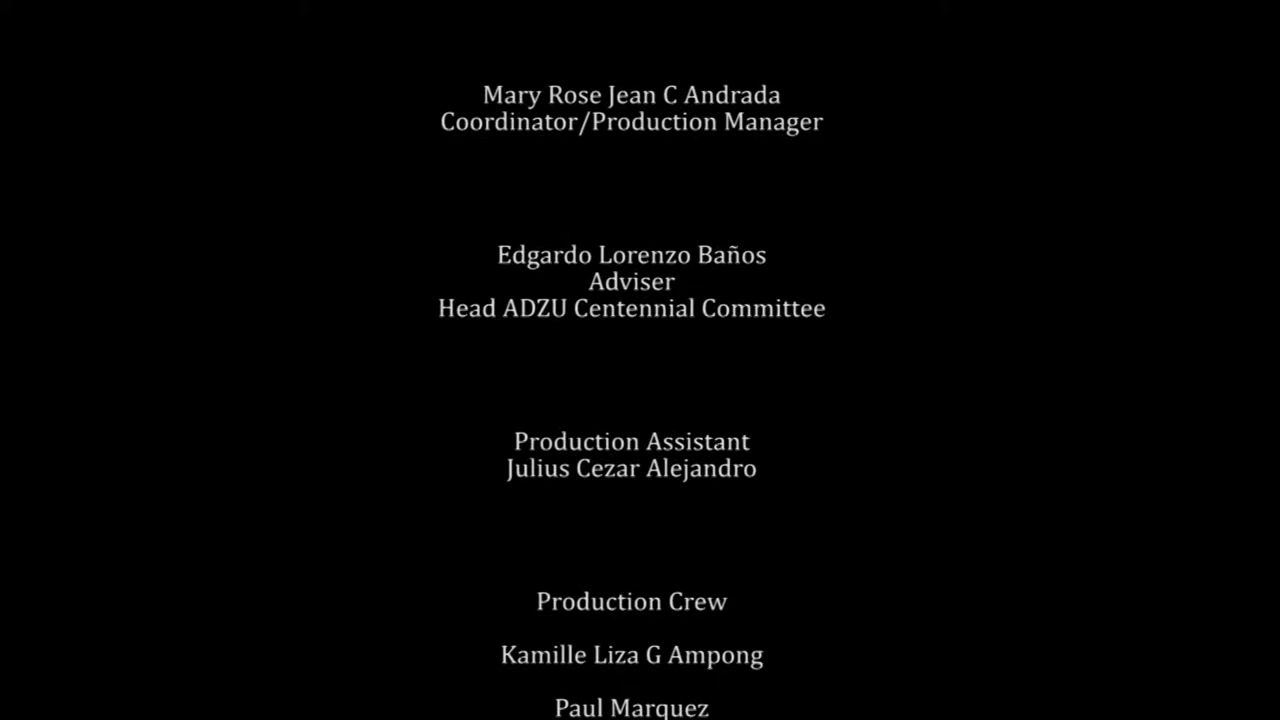 Mary Rose Jean C Andrada
Coordinator/Production Manager
Edgardo Lorenzo Baños
Adviser
Head ADZU Centennial Committee
Production Assistant
Julius Cezar Alejandro
Production Crew
Kamille Liza G Ampong
Paul Marquez